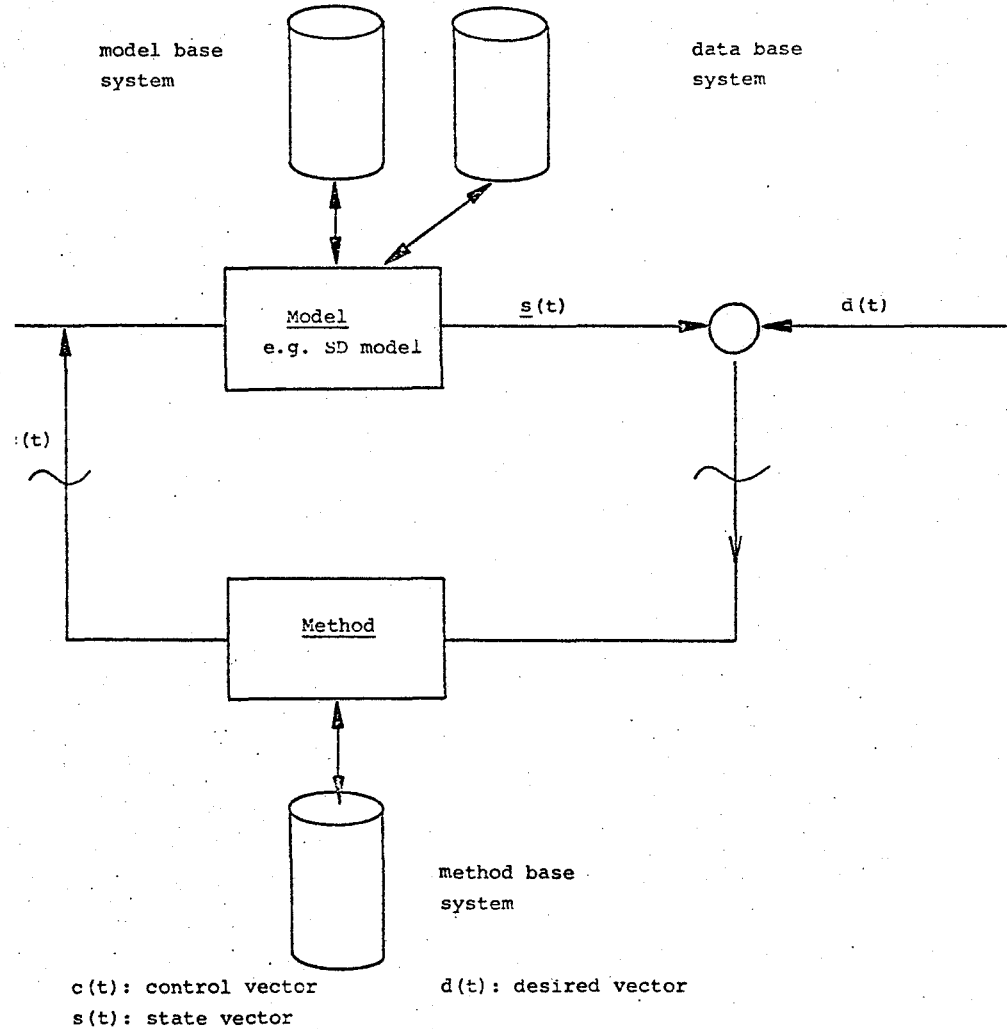 model base
system
data base
system
Model
e.g. SD model
s(t)
d(t)
:(t)
Method
method base
system
c(t): control vector
d(t): desired vector
s(t): state vector